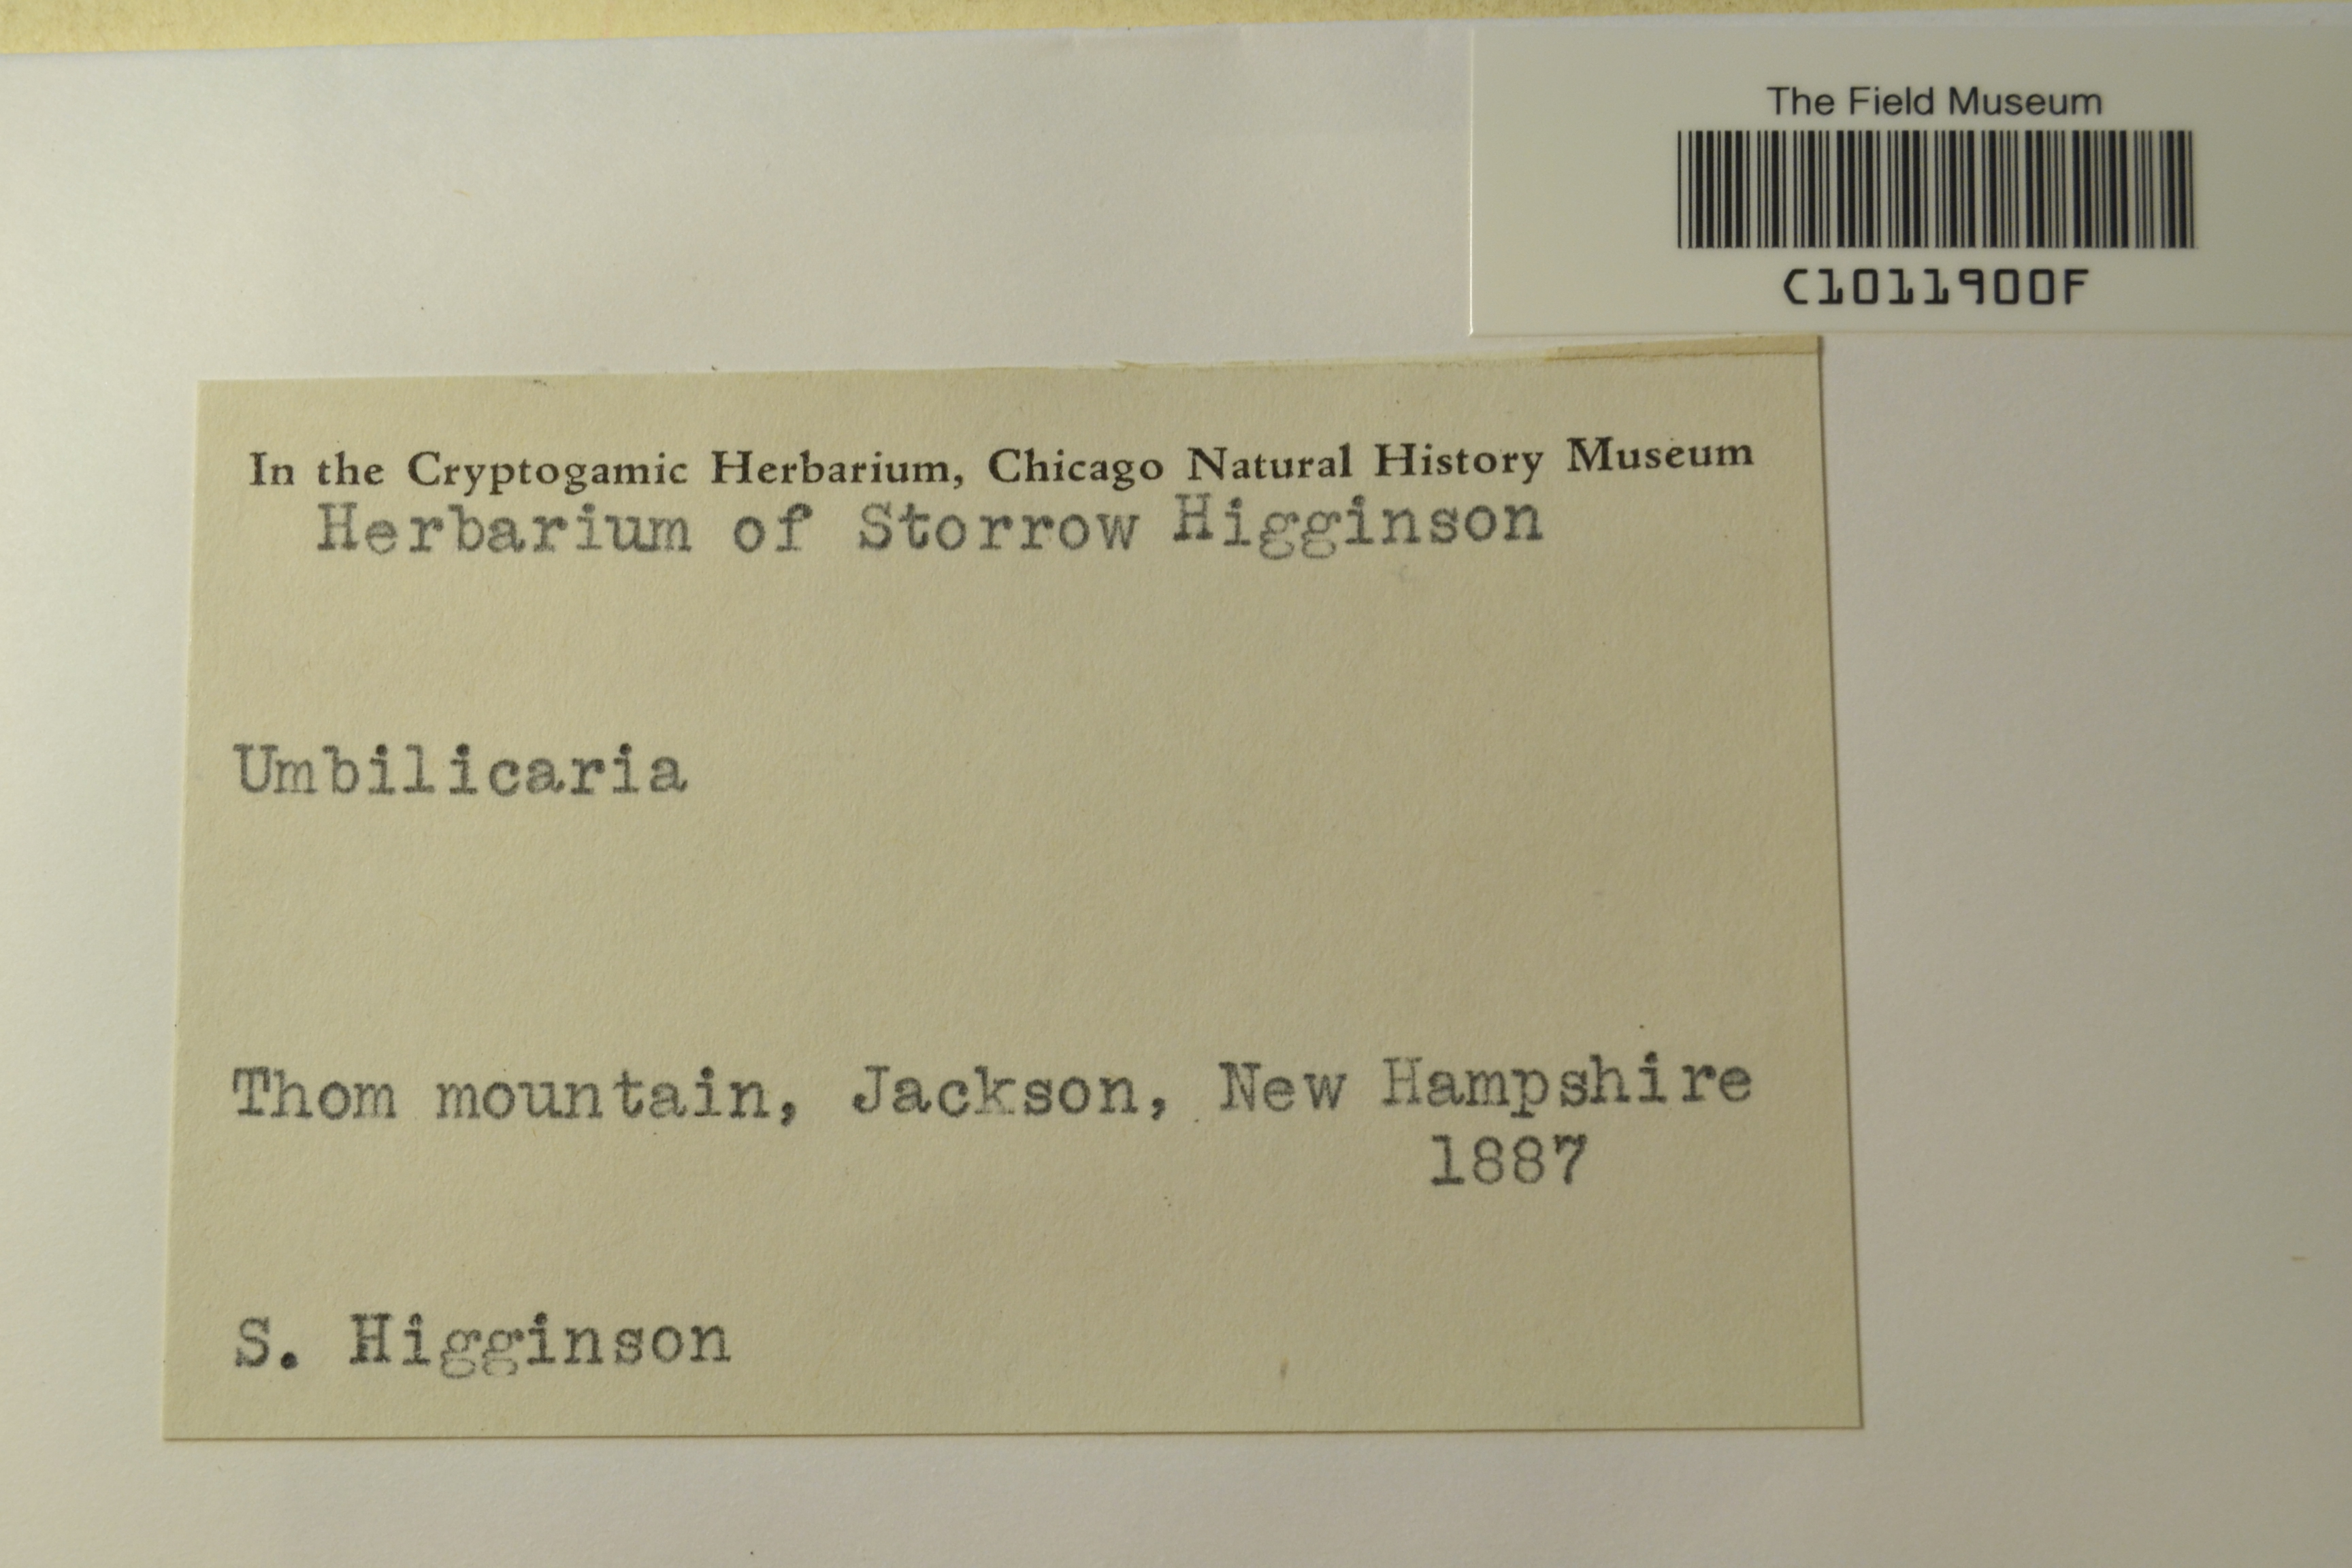 The Field Museum
C1011900F
In the Cryptogamic Herbarium, Chicago Natural History Museum
Herbarium of Storrow Higginson
Umbilicaria
Thom mountain, Jackson, New Hampshire
1887
S. Higginson